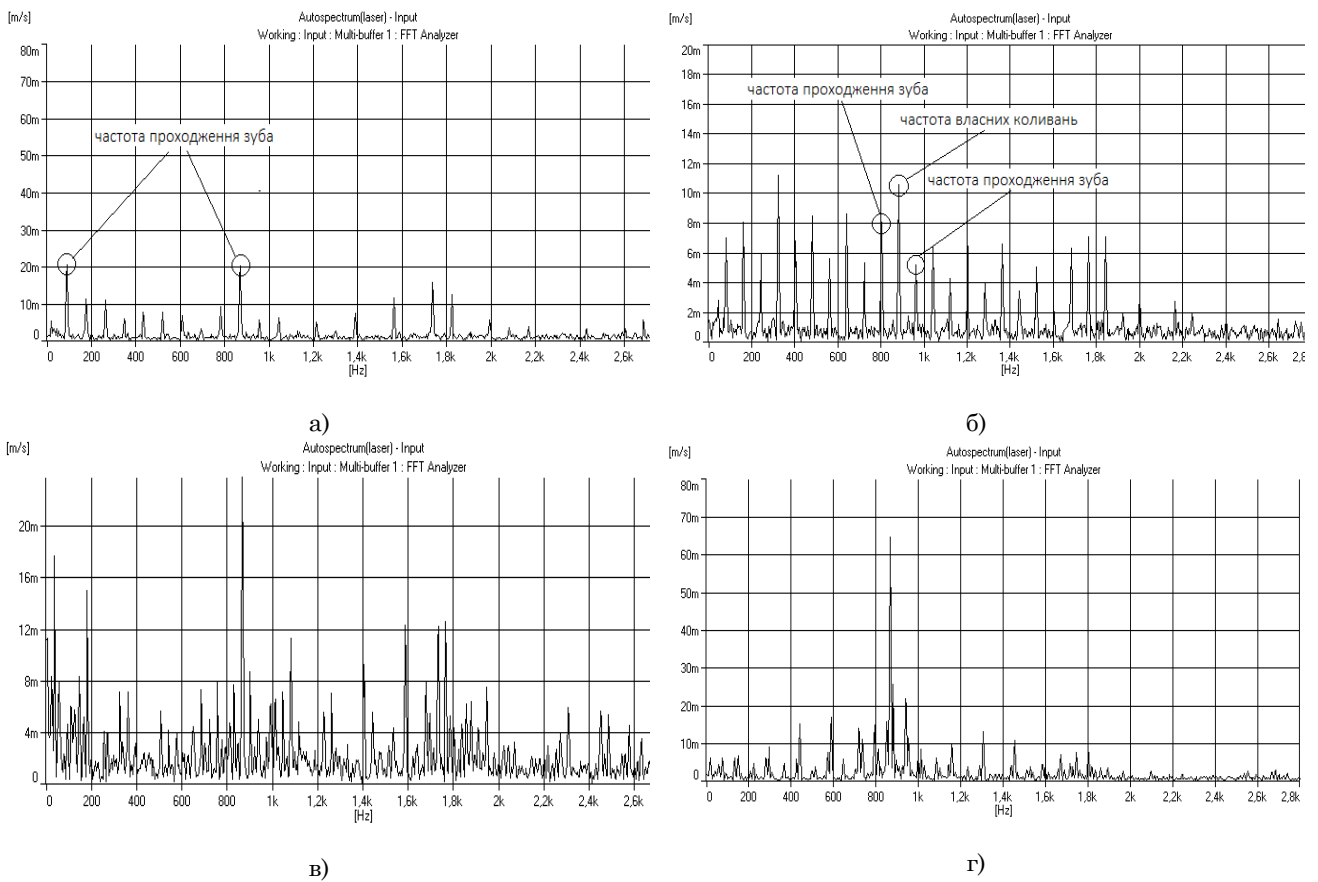 [m/s]
Autospectrum(laser) - Input
Working : Input : Multi-buffer 1 : FFT Analyzer
80m
70m
60m
50m
40m
30m
20m
10m
0
частота проходження зуба
0 200 400 600 800 1k 1,2k 1,4k 1,6k 1,8k 2k 2,2k 2,4k 2,6k
[Hz]
а)
[m/s]
Autospectrum(laser) - Input
Working : Input : Multi-buffer 1 : FFT Analyzer
20m
18m
16m
14m
12m
10m
8m
6m
4m
2m
0
частота проходження зуба
частота власних коливань
частота проходження зуба
0 200 400 600 800 1k 1,2k 1,4k 1,6k 1,8k 2k 2,2k 2,4k 2,6k 2,8
[Hz]
б)
[m/s]
Autospectrum(laser) - Input
Working : Input : Multi-buffer 1 : FFT Analyzer
20m
16m
12m
8m
4m
0
0 200 400 600 800 1k 1,2k 1,4k 1,6k 1,8k 2k 2,2k 2,4k 2,6k
[Hz]
в)
[m/s]
Autospectrum(laser) - Input
Working : Input : Multi-buffer 1 : FFT Analyzer
80m
70m
60m
50m
40m
30m
20m
10m
0
0 200 400 600 800 1k 1,2k 1,4k 1,6k 1,8k 2k 2,2k 2,4k 2,6k 2,8k
[Hz]
г)